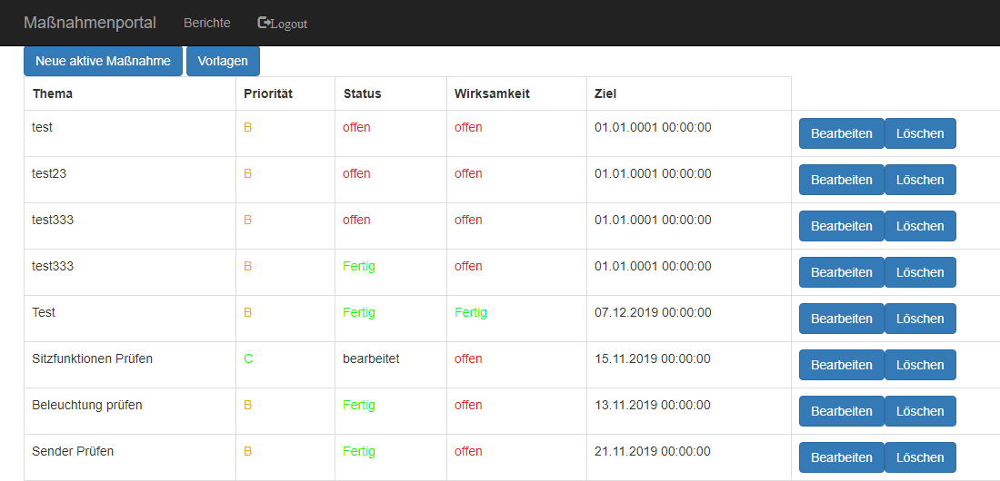 Maßnahmenportal Berichte Logout
Neue aktive Maßnahme Vorlagen
Thema Priorität Status Wirksamkeit Ziel
test B offen offen 01.01.0001 00:00:00 Bearbeiten Löschen
test23 B offen offen 01.01.0001 00:00:00 Bearbeiten Löschen
test333 B offen offen 01.01.0001 00:00:00 Bearbeiten Löschen
test333 B Fertig offen 01.01.0001 00:00:00 Bearbeiten Löschen
Test B Fertig Fertig 07.12.2019 00:00:00 Bearbeiten Löschen
Sitzfunktionen Prüfen C bearbeitet offen 15.11.2019 00:00:00 Bearbeiten Löschen
Beleuchtung prüfen B Fertig offen 13.11.2019 00:00:00 Bearbeiten Löschen
Sender Prüfen B Fertig offen 21.11.2019 00:00:00 Bearbeiten Löschen